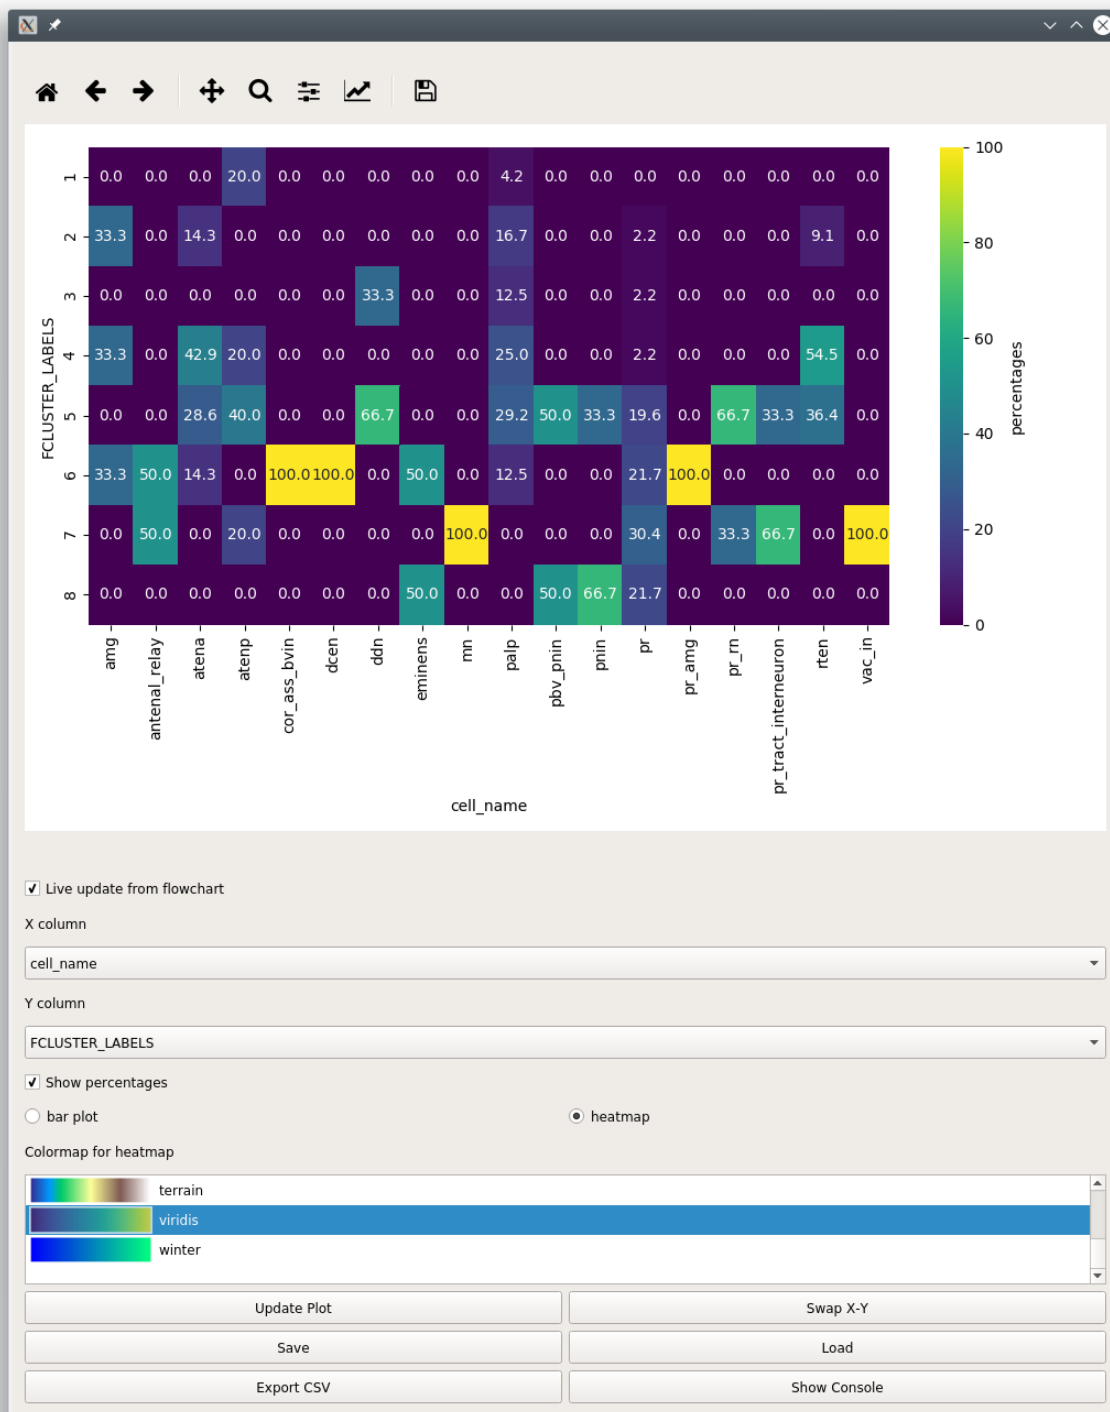 1 0.0 0.0 0.0 20.0 0.0 0.0 0.0 0.0 0.0 4.2 0.0 0.0 0.0 0.0 0.0 0.0 0.0 0.0
2 33.3 0.0 14.3 0.0 0.0 0.0 0.0 0.0 0.0 16.7 0.0 0.0 2.2 0.0 0.0 0.0 9.1 0.0
3 0.0 0.0 0.0 0.0 0.0 0.0 33.3 0.0 0.0 12.5 0.0 0.0 2.2 0.0 0.0 0.0 0.0 0.0
4 33.3 0.0 42.9 20.0 0.0 0.0 0.0 0.0 0.0 25.0 0.0 0.0 2.2 0.0 0.0 0.0 54.5 0.0
5 0.0 0.0 28.6 40.0 0.0 0.0 66.7 0.0 0.0 29.2 50.0 33.3 19.6 0.0 66.7 33.3 36.4 0.0
6 33.3 50.0 14.3 0.0 100.0 100.0 0.0 50.0 0.0 12.5 0.0 0.0 21.7 100.0 0.0 0.0 0.0 0.0
7 0.0 50.0 0.0 20.0 0.0 0.0 0.0 0.0 100.0 0.0 0.0 0.0 30.4 0.0 33.3 66.7 0.0 100.0
8 0.0 0.0 0.0 0.0 0.0 0.0 0.0 50.0 0.0 0.0 50.0 66.7 21.7 0.0 0.0 0.0 0.0 0.0
FCLUSTER_LABELS
amg
antenal_relay
atena
atenp
cor_ass_bvin
dcen
ddn
eminens
mn
palp
pbv_pnin
pnin
pr
pr_amg
pr_rn
pr_tract_interneuron
rten
vac_in
cell_name
100
80
60
40
20
0
percentages
Live update from flowchart
X column
cell_name
Y column
FCLUSTER_LABELS
Show percentages
bar plot heatmap
Colormap for heatmap
terrain
viridis
winter
Update Plot Swap X-Y
Save Load
Export CSV Show Console